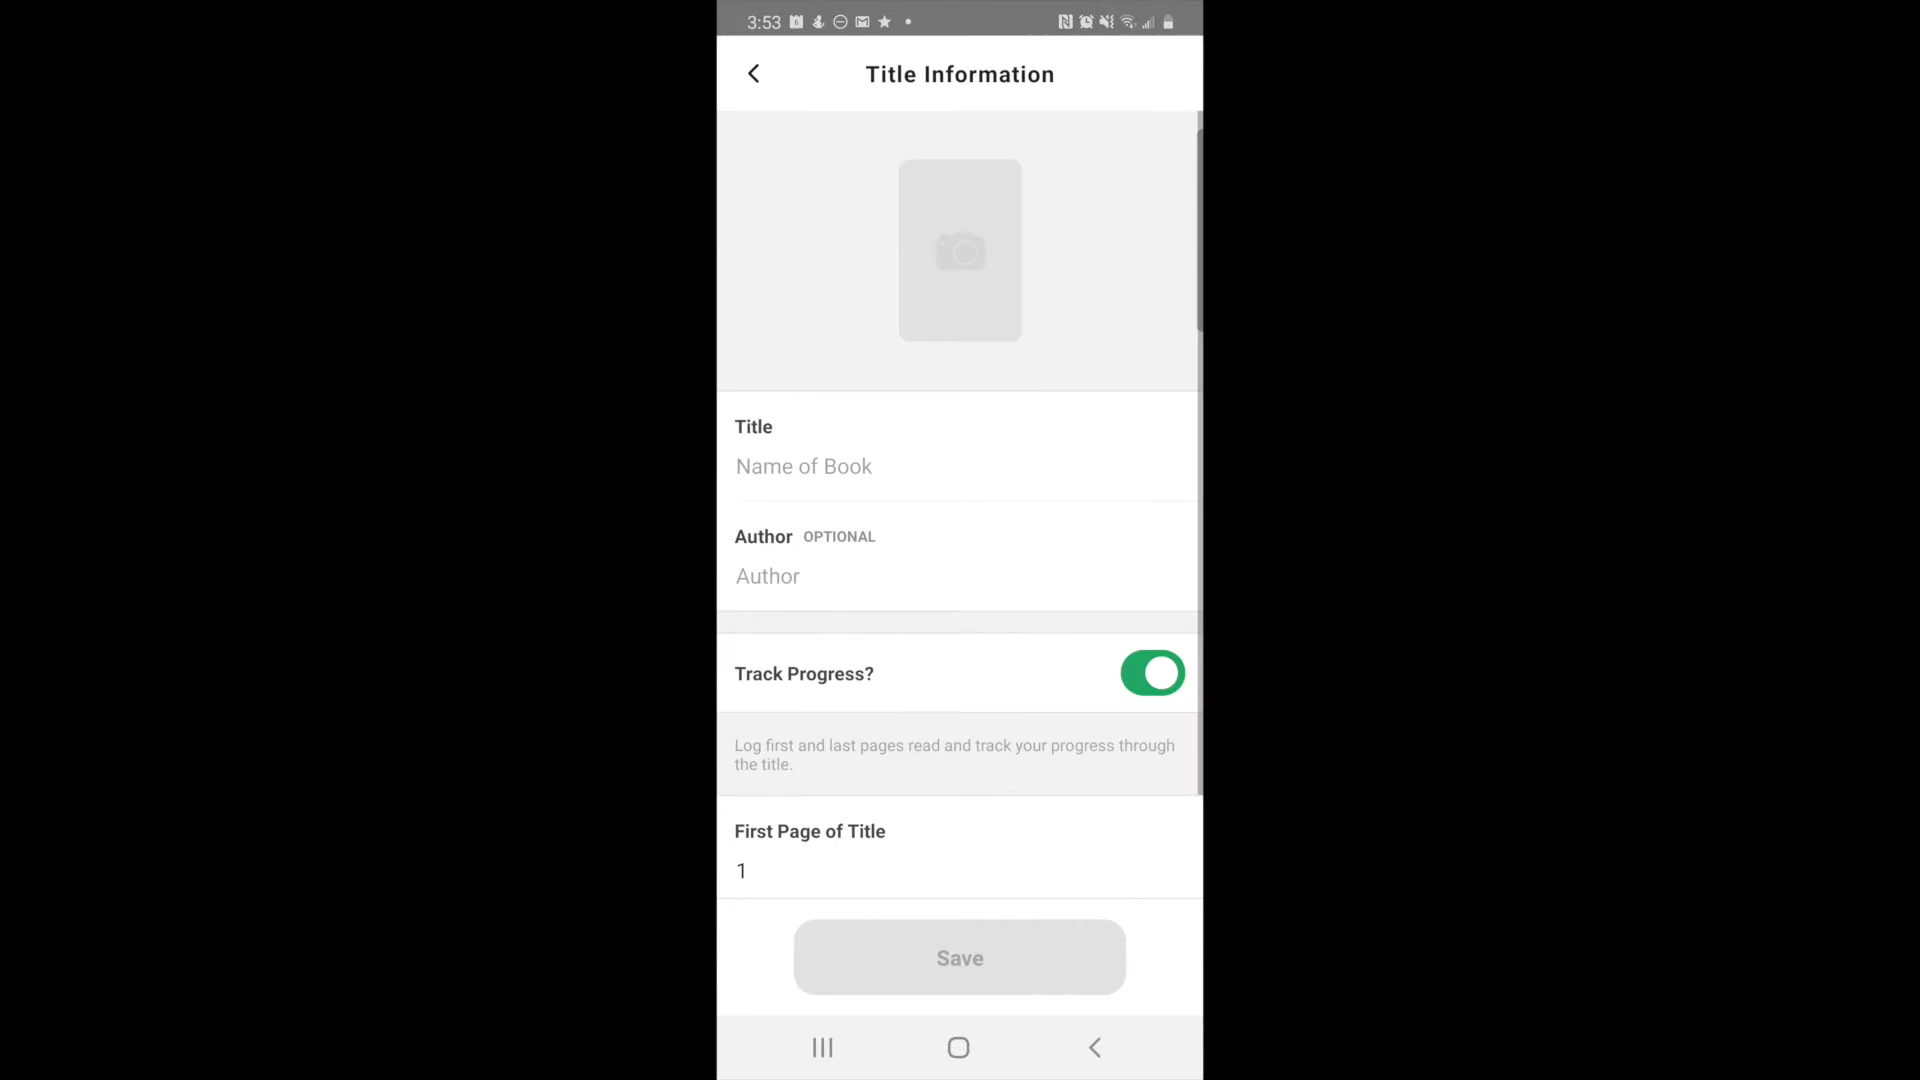 3:53
Title Information
Title
Name of Book
Author OPTIONAL
Author
Track Progress?
Log first and last pages read and track your progress through
the title.
First Page of Title
1
Save